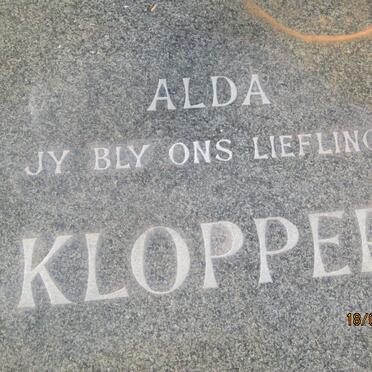 ALDA
JY BLY ONS LIEFLING
KLOPPER